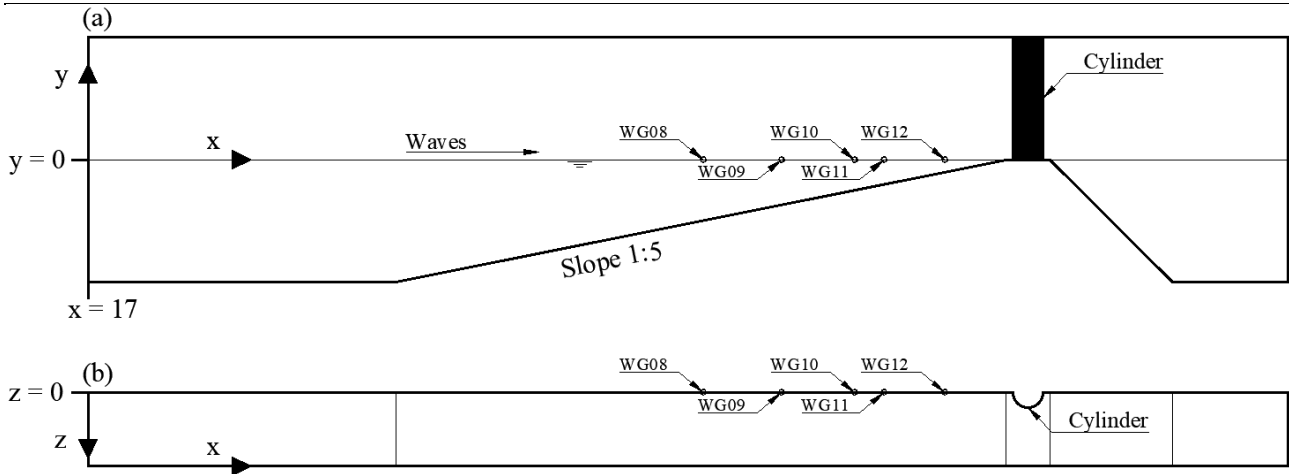 (a)
y
Cylinder
WG08
WG10
WG12
x
Waves
y = 0
WG09
WG11
Slope 1:5
x = 17
(b)
WG08
WG10
WG12
z = 0
WG09
WG11
Cylinder
z
x